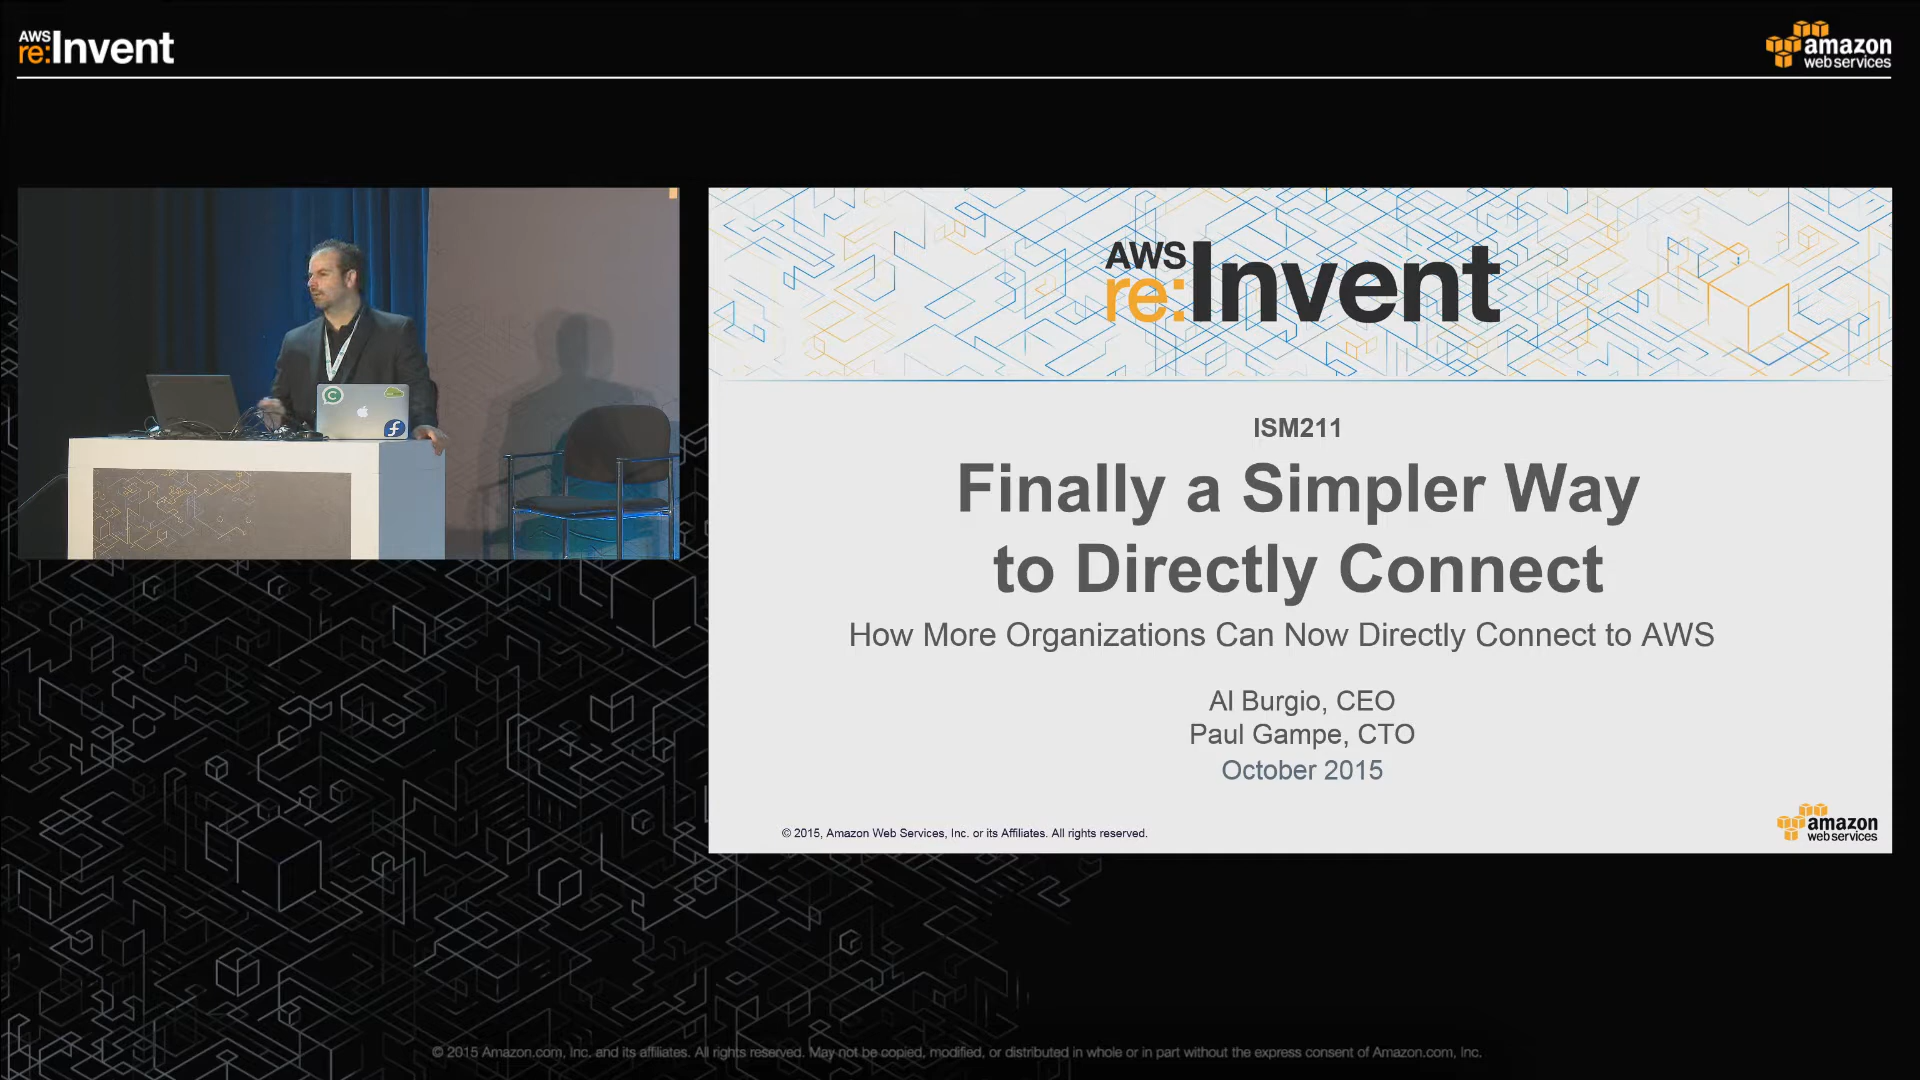 AWS
re:Invent
amazon
web services
AWS
re:Invent
ISM211
Finally a Simpler Way
to Directly Connect
How More Organizations Can Now Directly Connect to AWS
Al Burgio, CEO
Paul Gampe, CTO
October 2015
© 2015, Amazon Web Services, Inc. or its Affiliates. All rights reserved.
amazon
web services
© 2015 Amazon.com, Inc. and its affiliates. All rights reserved. May not be copied, modified, or distributed in whole or in part without the express consent of Amazon.com, Inc.